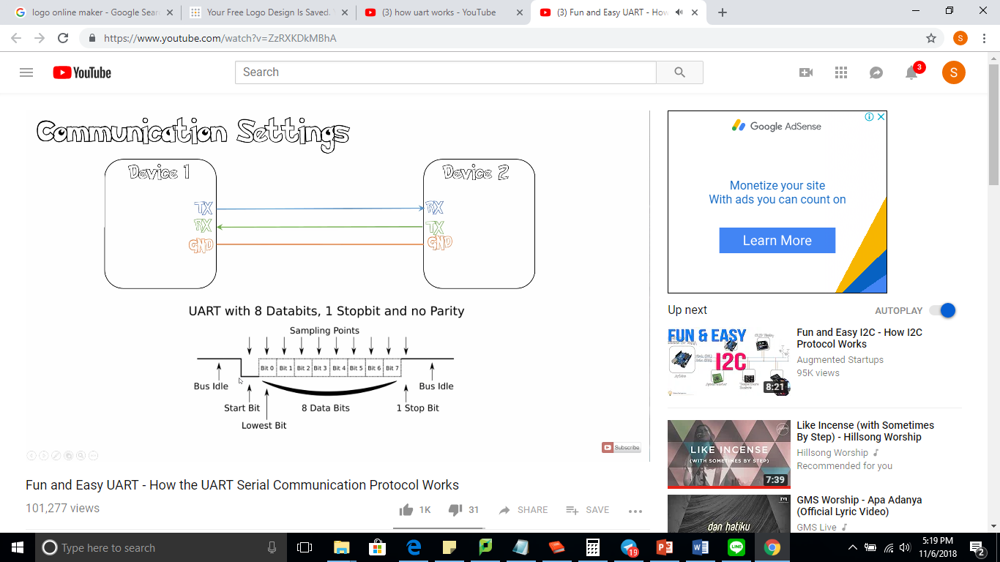 logo online maker - Google Sear
Your Free Logo Design Is Saved. Y
(3) how uart works - YouTube
(3) Fun and Easy UART - How
https://www.youtube.com/watch?v=ZzRXKDkMBhA
S
YouTube
Search
3
S
Communication Settings
Device 1
Device 2
TX
RX
RX
TX
GND
GND
UART with 8 Databits, 1 Stopbit and no Parity
Sampling Points
Bit 0 Bit 1 Bit 2 Bit 3 Bit 4 Bit 5 Bit 6 Bit 7
Bus Idle
Bus Idle
Start Bit
8 Data Bits
1 Stop Bit
Lowest Bit
Subscribe
Fun and Easy UART - How the UART Serial Communication Protocol Works
101,277 views
1K
31
SHARE
SAVE
Google AdSense
Monetize your site
With ads you can count on
Learn More
Up next
AUTOPLAY
FUN & EASY
I2C
8:21
Fun and Easy I2C - How I2C
Protocol Works
Augmented Startups
95K views
LIKE INCENSE
(WITH SOMETIMES BY STEP)
7:39
Like Incense (with Sometimes
By Step) - Hillsong Worship
Hillsong Worship
Recommended for you
dan hatiku
GMS Worship - Apa Adanya
(Official Lyric Video)
GMS Live
Type here to search
19
LINE
5:19 PM
11/6/2018
2